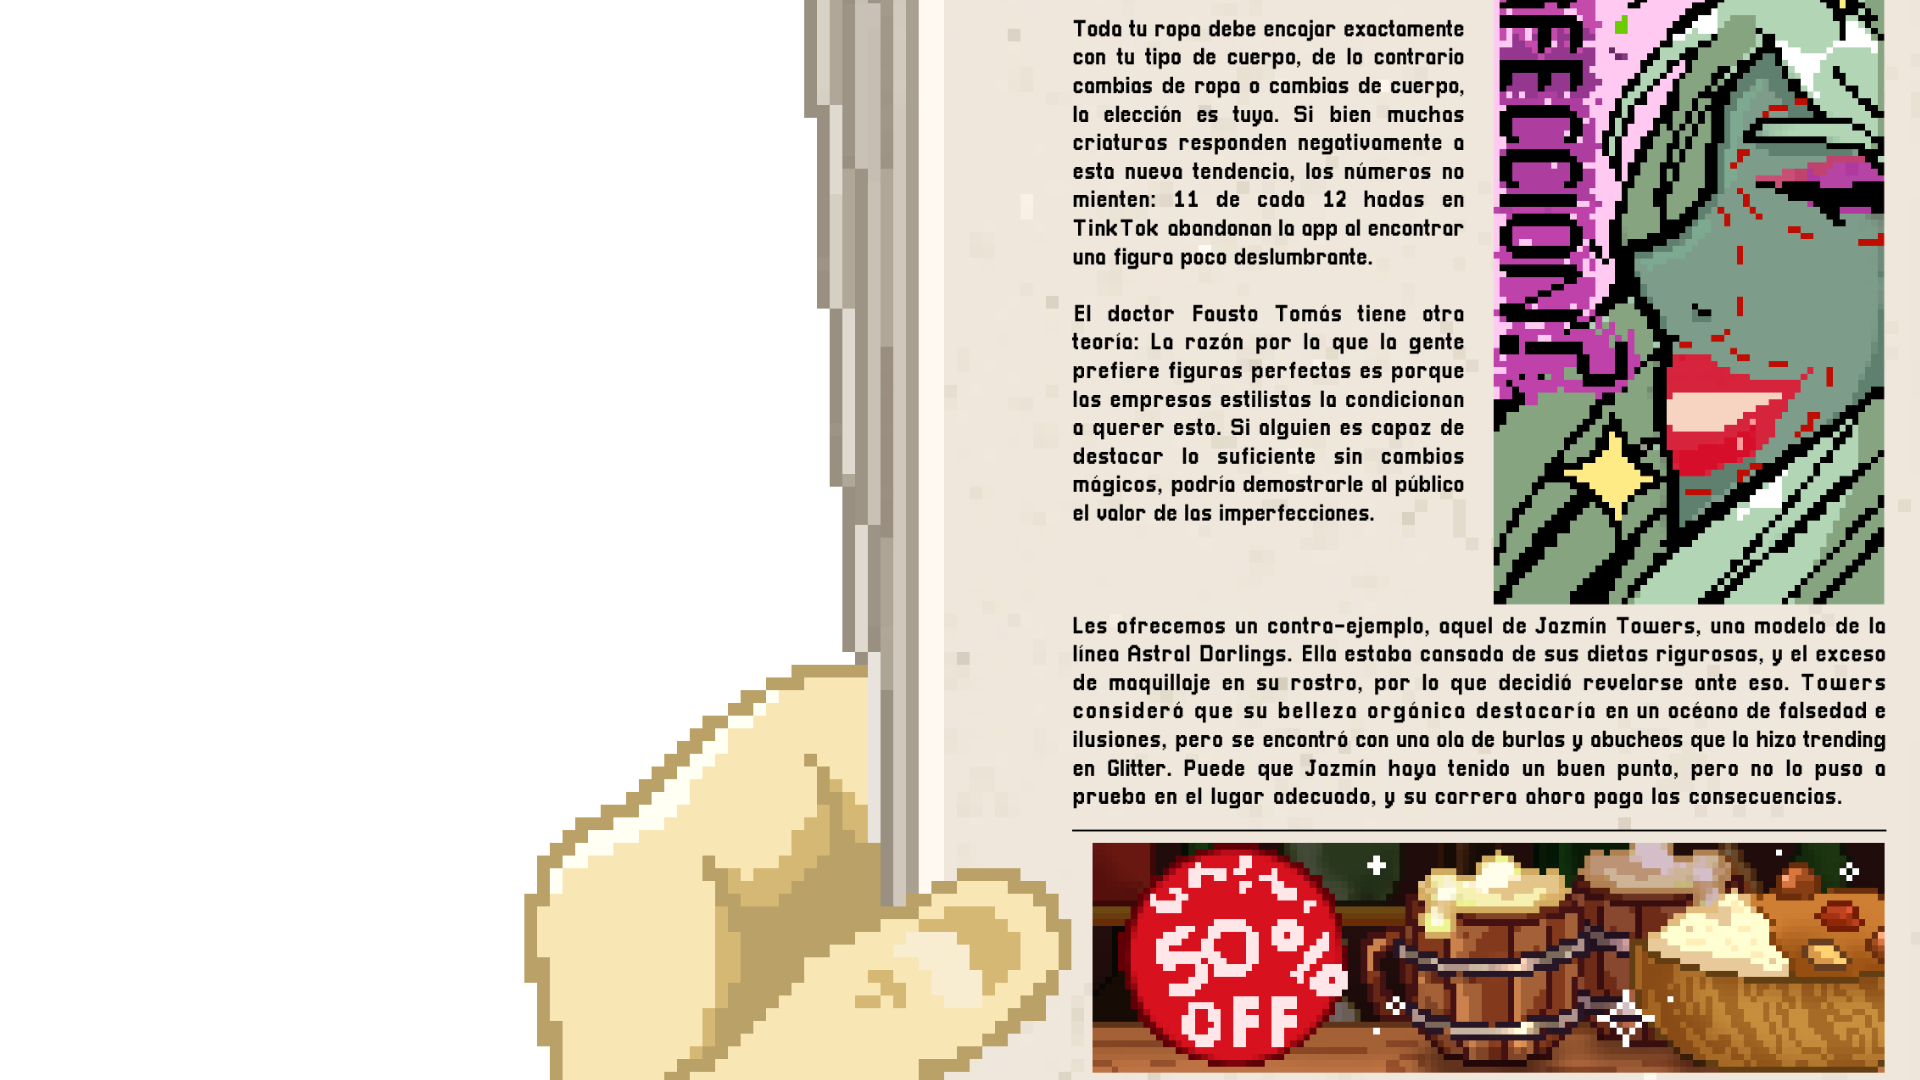 Toda tu ropa debe encajar exactamente
con tu tipo de cuerpo, de lo contrario
cambias de ropa o cambias de cuerpo,
la elección es tuya. Si bien muchas
criaturas responden negativamente a
esta nueva tendencia, los números no
mienten: 11 de cada 12 hadas en
TinkTok abandonan la app al encontrar
una figura poco deslumbrante.
El doctor Fausto Tomás tiene otra
teoría: La razón por la que la gente
prefiere figuras perfectas es porque
las empresas estilistas la condicionan
a querer esto. Si alguien es capaz de
destacar lo suficiente sin cambios
mágicos, podría demostrarle al público
el valor de las imperfecciones.
Les ofrecemos un contra-ejemplo, aquel de Jazmín Towers, una modelo de la
línea Astral Darlings. Ella estaba cansada de sus dietas rigurosas, y el exceso
de maquillaje en su rostro, por lo que decidió revelarse ante eso. Towers
consideró que su belleza orgánica destacaría en un océano de falsedad e
ilusiones, pero se encontró con una ola de burlas y abucheos que la hizo trending
en Glitter. Puede que Jazmín haya tenido un buen punto, pero no lo puso a
prueba en el lugar adecuado, y su carrera ahora paga las consecuencias.
50%
OFF